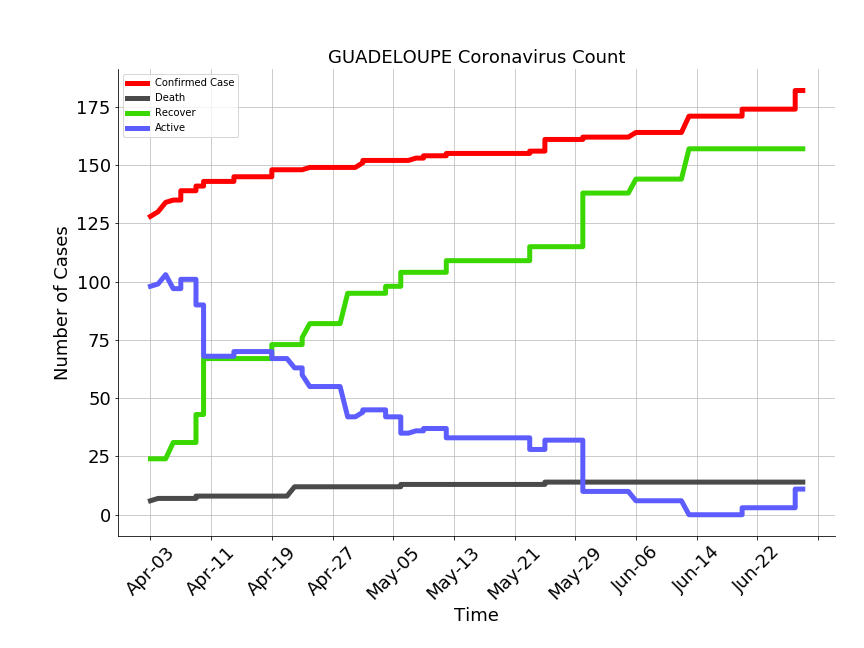 GUADELOUPE Coronavirus Count
Confirmed Case
Death
Recover
Active
175
150
125
100
75
50
25
0
Number of Cases
Apr-03
Apr-11
Apr-19
Apr-27
May-05
May-13
May-21
May-29
Jun-06
Jun-14
Jun-22
Time